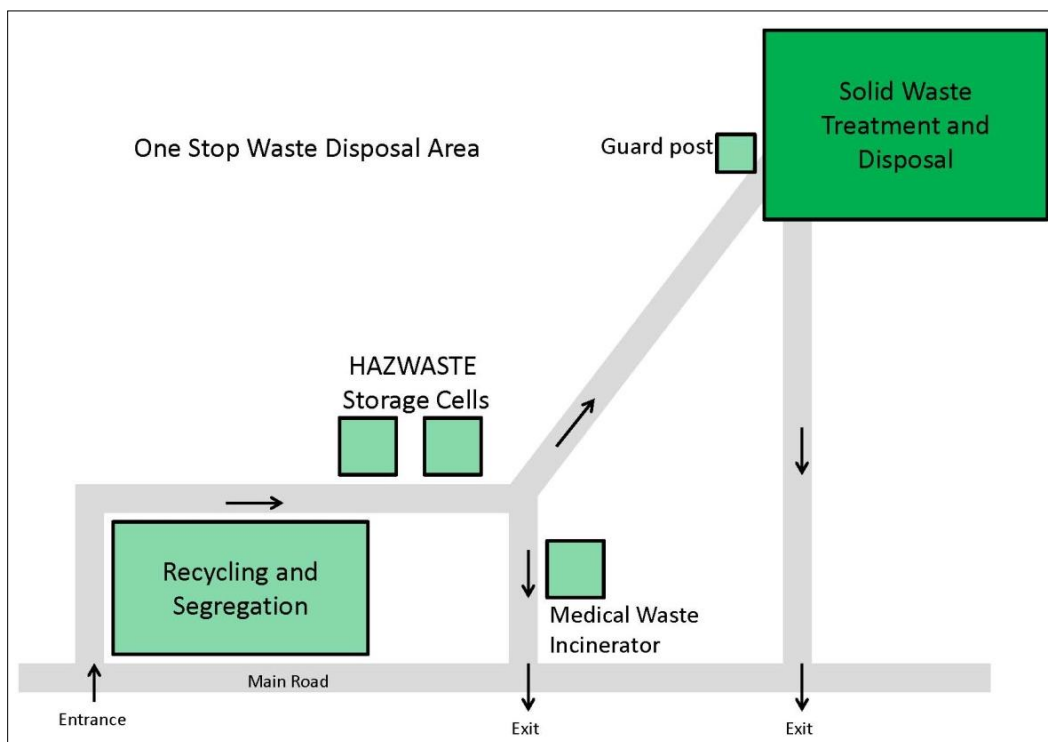 Solid Waste
Treatment and
Disposal
Guard post
One Stop Waste Disposal Area
HAZWASTE
Storage Cells
Recycling and
Segregation
Medical Waste
Incinerator
Main Road
Entrance
Exit
Exit